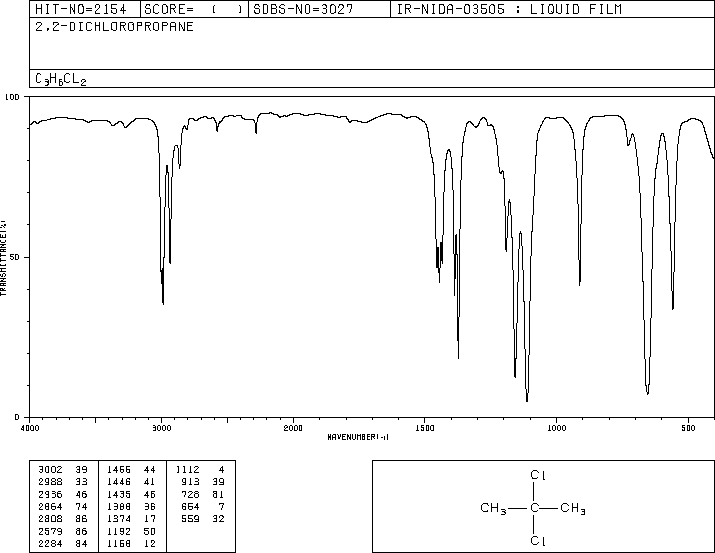 HIT-NO=2154 SCORE= ( ) SDBS-NO=3027 IR-NIDA-03505 : LIQUID FILM
2,2-DICHLOROPROPANE
C3H6CL2
100
50
0
TRANSMITTANCE(%)
4000 3000 2000 1500 1000 500
WAVENUMBER(-1)
3002 39 1455 44 1112 4
2988 33 1446 41 913 39
2936 46 1435 46 728 81
2864 74 1388 36 654 7
2808 86 1374 17 559 32
2579 86 1192 50
2284 84 1158 12
Cl
CH3 C CH3
Cl